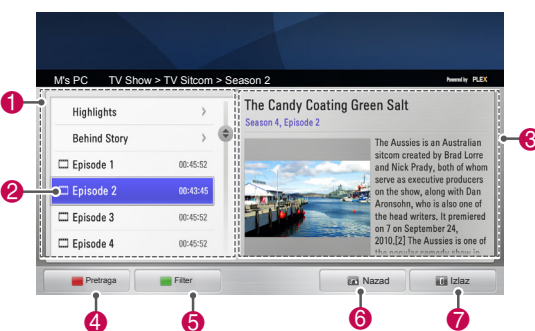 M's PC TV Show > TV Sitcom > Season 2
Powered by PLEX
1
Highlights >
Behind Story >
Episode 1 00:45:52
2
Episode 2 00:43:45
Episode 3 00:45:52
Episode 4 00:45:52
The Candy Coating Green Salt
Season 4, Episode 2
3
The Aussies is an Australian
sitcom created by Brad Lorre
and Nick Prady, both of whom
serve as executive producers
on the show, along with Dan
Aronsohn, who is also one of
the head writers. It premiered
on 7 on September 24,
2010.[2] The Aussies is one of
the popular comedy show in
Pretraga
Filter
Nazad
Izlaz
4
5
6
7